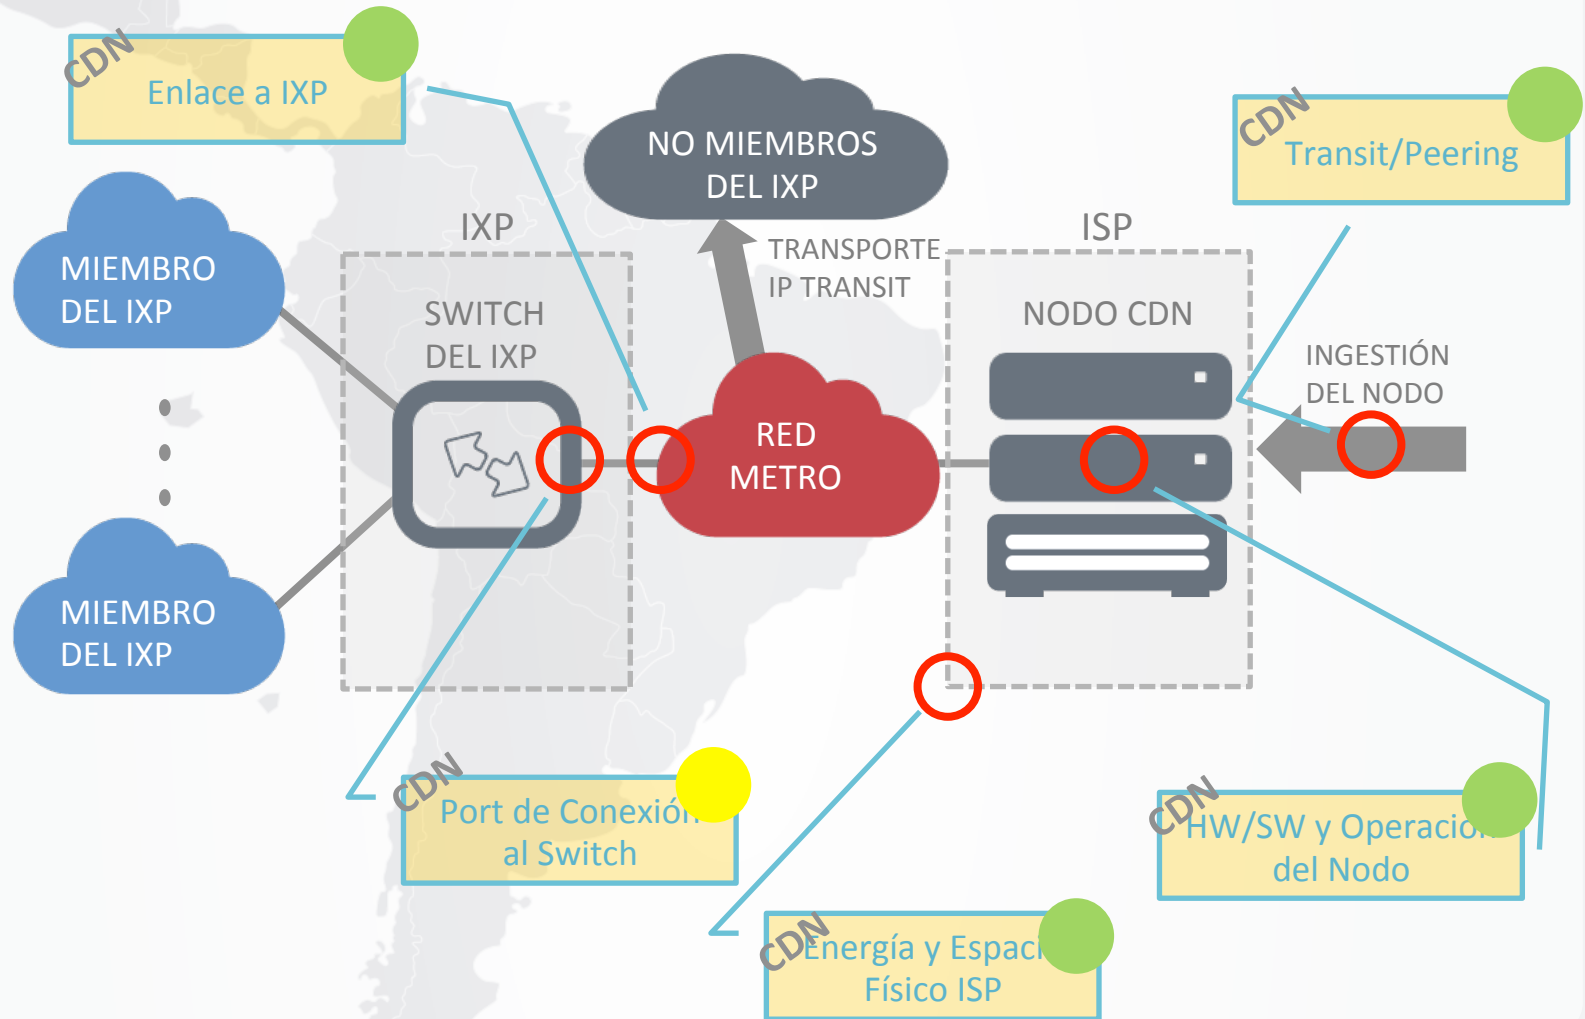 CDN
Enlace a IXP
NO MIEMBROS
DEL IXP
CDN
Transit/Peering
IXP
ISP
MIEMBRO
DEL IXP
TRANSPORTE
IP TRANSIT
SWITCH
DEL IXP
NODO CDN
INGESTIÓN
DEL NODO
RED
METRO
MIEMBRO
DEL IXP
CDN
Port de Conexión
al Switch
CDN
HW/SW y Operación
del Nodo
CDN
Energía y Espacio
Físico ISP